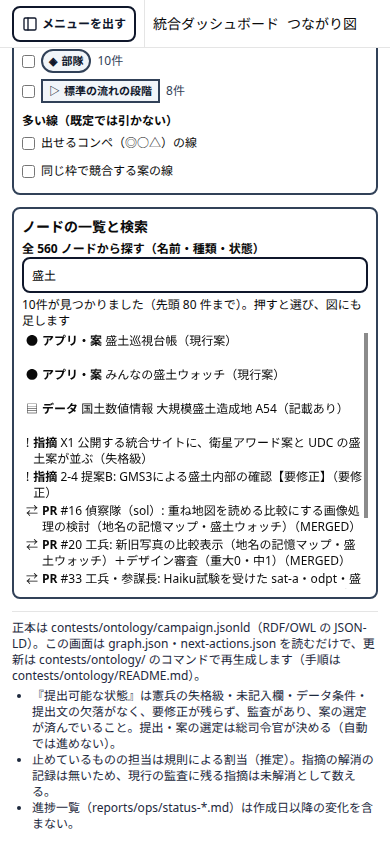 メニューを出す
統合ダッシュボード つながり図
◆ 部隊 10件
▷ 標準の流れの段階 8件
多い線（既定では引かない）
出せるコンペ（◎○△）の線
同じ枠で競合する案の線
ノードの一覧と検索
全 560 ノードから探す（名前・種類・状態）
盛土
10件が見つかりました（先頭 80 件まで）。押すと選び、図にも
足します
● アプリ・案 盛土巡視台帳（現行案）
● アプリ・案 みんなの盛土ウォッチ（現行案）
▤ データ 国土数値情報 大規模盛土造成地 A54（記載あり）
! 指摘 X1 公開する統合サイトに、衛星アワード案と UDC の盛
土案が並ぶ（失格級）
! 指摘 2-4 提案B: GMS3による盛土内部の確認【要修正】（要修
正）
⇄ PR #16 偵察隊（sol）: 重ね地図を読める比較にする画像処
理の検討（地名の記憶マップ・盛土ウォッチ）（MERGED）
⇄ PR #20 工兵: 新旧写真の比較表示（地名の記憶マップ・盛
土ウォッチ）＋デザイン審査（重大0・中1）（MERGED）
⇄ PR #33 工兵・参謀長: Haiku試験を受けた sat-a・odpt・盛
正本は contests/ontology/campaign.jsonld（RDF/OWL の JSON-
LD）。この画面は graph.json・next-actions.json を読むだけで、更
新は contests/ontology/ のコマンドで再生成します（手順は
contests/ontology/README.md）。
• 『提出可能な状態』は憲兵の失格級・未記入欄・データ条件・
提出文の欠落がなく、要修正が残らず、監査があり、案の選定
が済んでいること。提出・案の選定は総司令官が決める（自動
では進めない）。
• 止めているものの担当は規則による割当（推定）。指摘の解消の
記録は無いため、現行の監査に残る指摘は未解消として数え
る。
• 進捗一覧（reports/ops/status-*.md）は作成日以降の変化を含
まない。